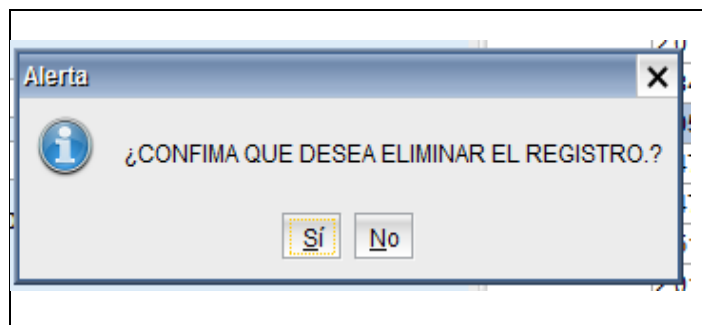 Alerta
¿CONFIMA QUE DESEA ELIMINAR EL REGISTRO.?
Sí No